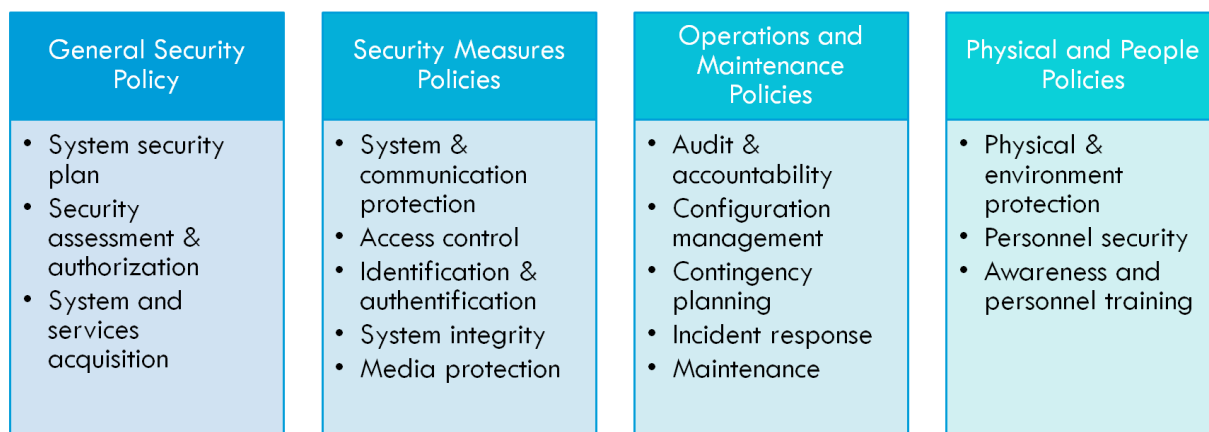 General Security
Policy
• System security
plan
• Security
assessment &
authorization
• System and
services
acquisition
Security Measures
Policies
• System &
communication
protection
• Access control
• Identification &
authentification
• System integrity
• Media protection
Operations and
Maintenance
Policies
• Audit &
accountability
• Configuration
management
• Contingency
planning
• Incident response
• Maintenance
Physical and People
Policies
• Physical &
environment
protection
• Personnel security
• Awareness and
personnel training